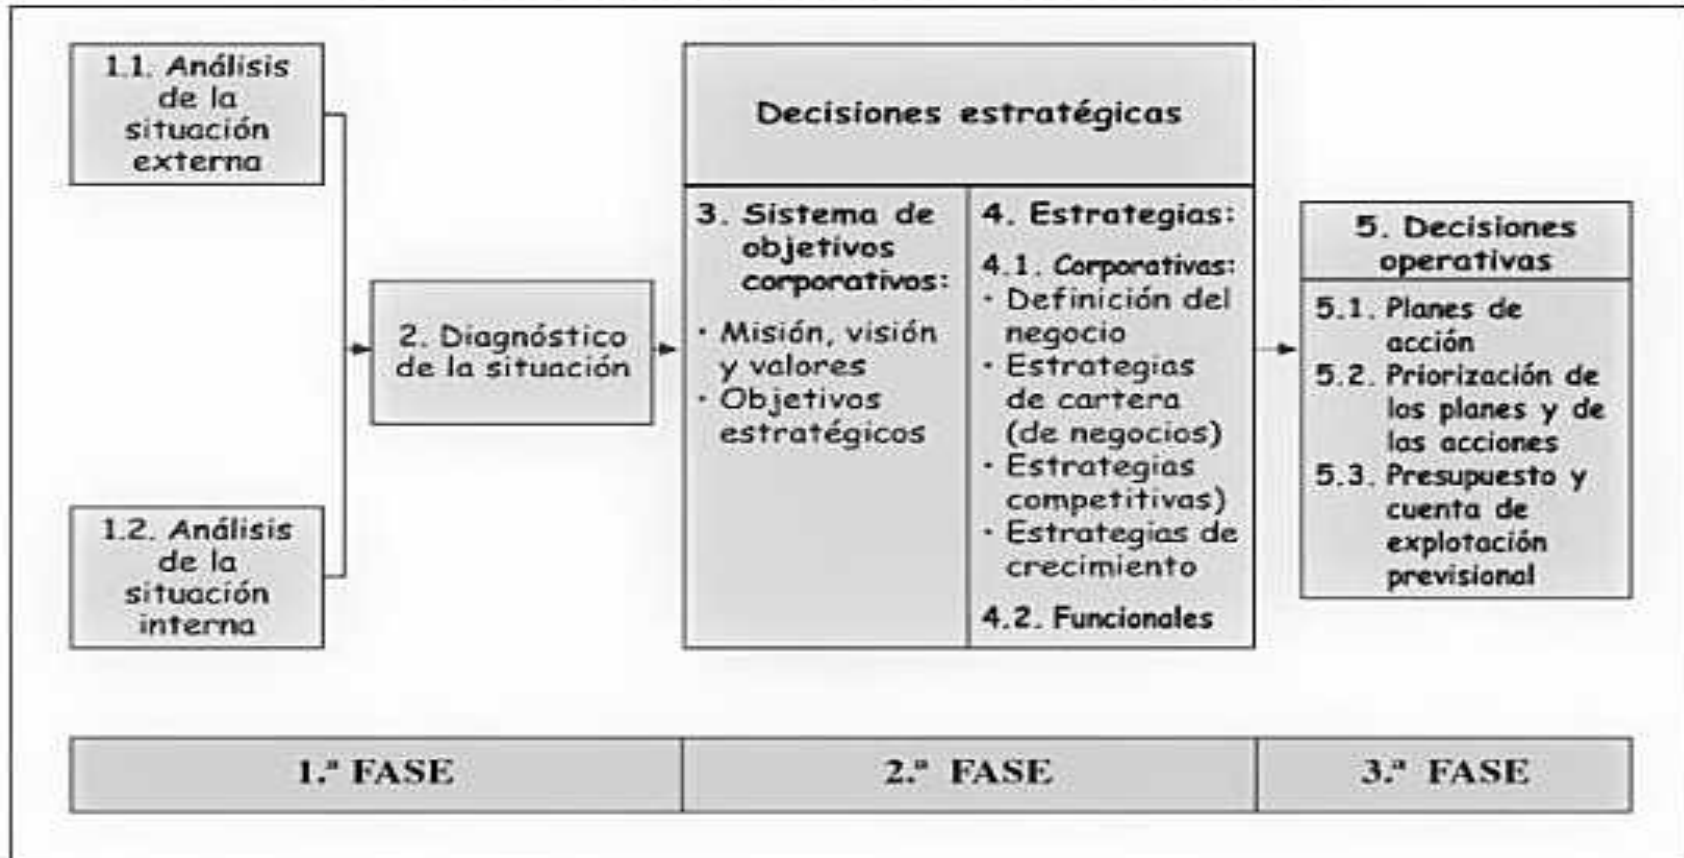 1.1. Análisis
de la
situación
externa
1.2. Análisis
de la
situación
interna
2. Diagnóstico
de la situación
Decisiones estratégicas
3. Sistema de
objetivos
corporativos:
• Misión, visión
y valores
• Objetivos
estratégicos
4. Estrategias:
4.1. Corporativas:
• Definición del
negocio
• Estrategias
de cartera
(de negocios)
• Estrategias
competitivas)
• Estrategias de
crecimiento
4.2. Funcionales
5. Decisiones
operativas
5.1. Planes de
acción
5.2. Priorización de
los planes y de
las acciones
5.3. Presupuesto y
cuenta de
explotación
previsional
1.ª FASE
2.ª FASE
3.ª FASE